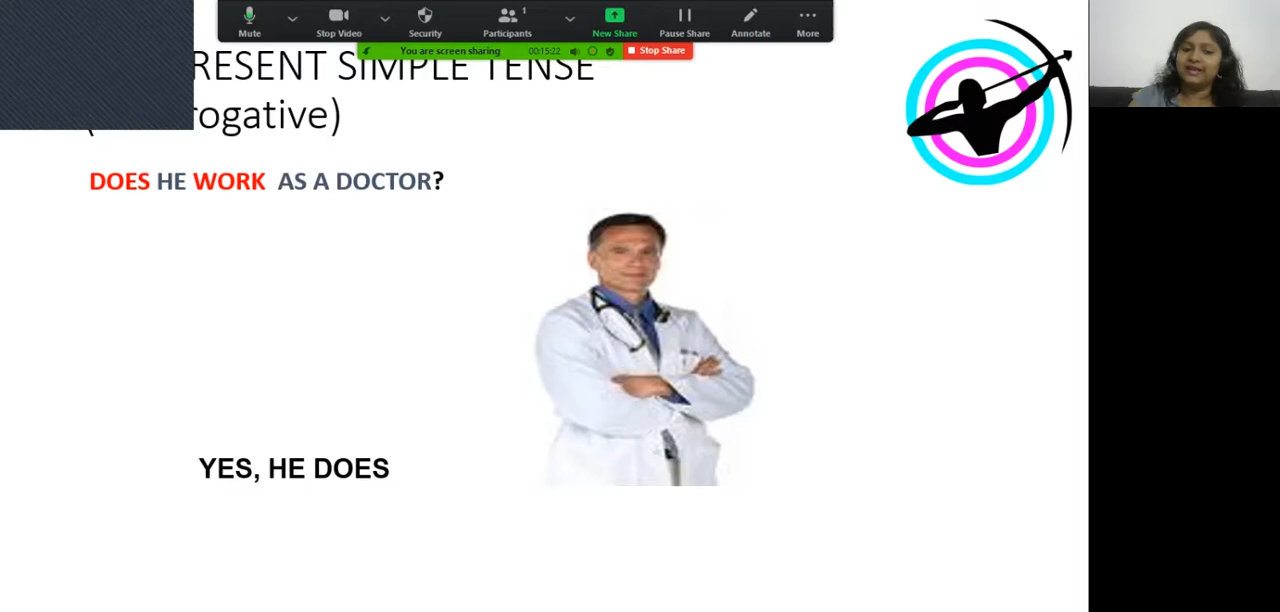 Mute
Stop Video
Security
Participants
1
New Share
Pause Share
Annotate
More
You are screen sharing
00:15:22
Stop Share
RESENT SIMPLE TENSE
rogative)
DOES HE WORK AS A DOCTOR?
YES, HE DOES